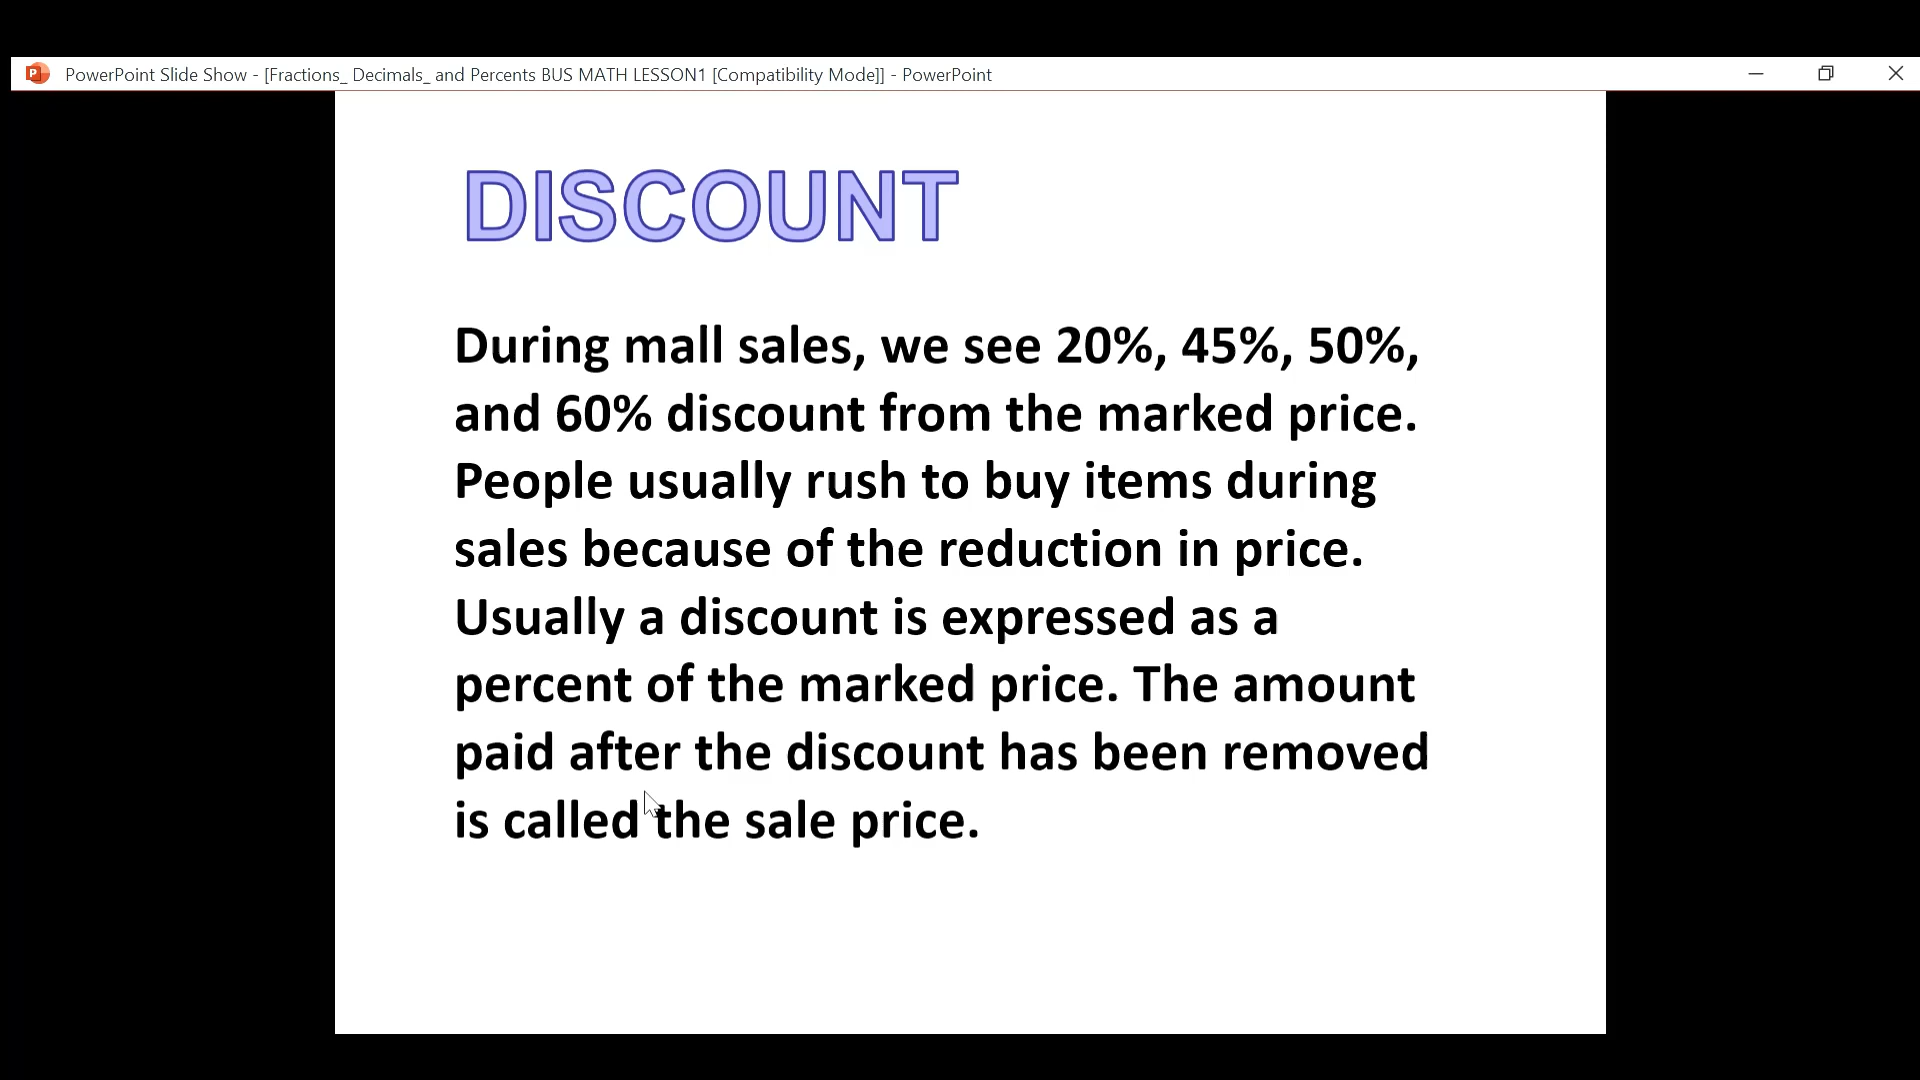 PowerPoint Slide Show - [Fractions_ Decimals_ and Percents BUS MATH LESSON1 [Compatibility Mode]] - PowerPoint
DISCOUNT
During mall sales, we see 20%, 45%, 50%,
and 60% discount from the marked price.
People usually rush to buy items during
sales because of the reduction in price.
Usually a discount is expressed as a
percent of the marked price. The amount
paid after the discount has been removed
is called the sale price.